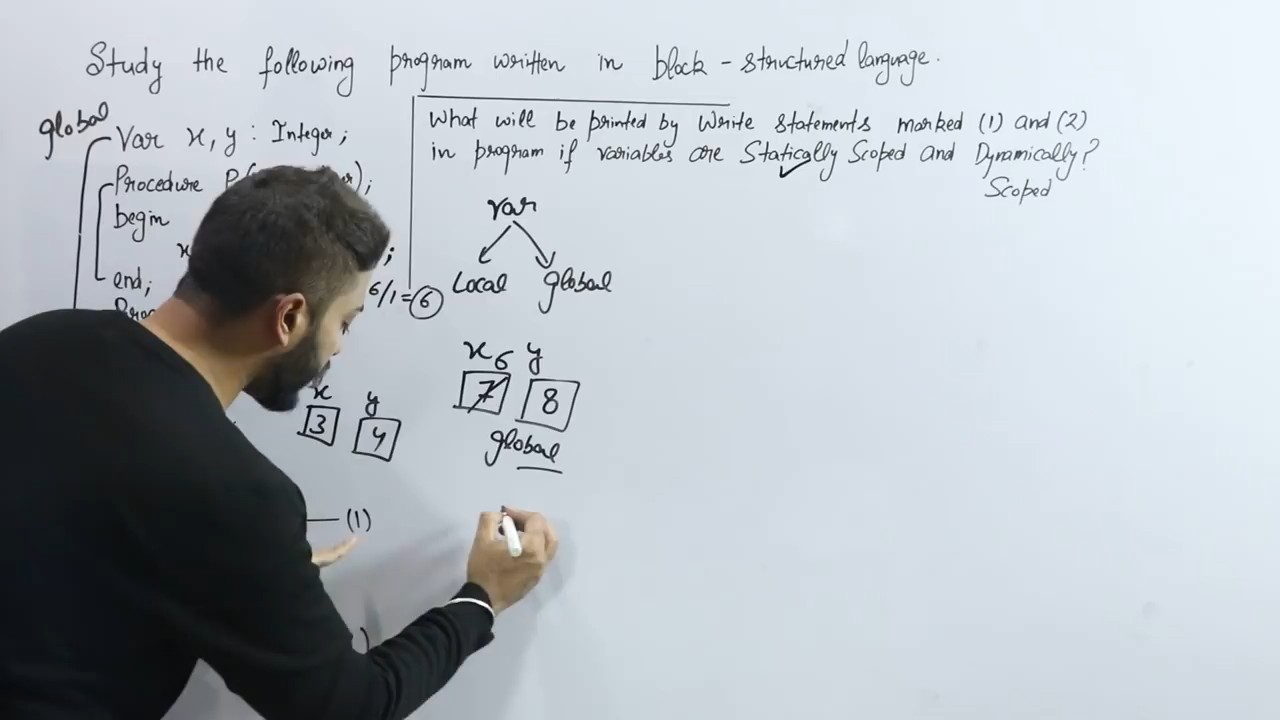 Study the following program written in block-structured language.
global
Var x, y : Integer;
Procedure
begin
x
;
end;
6/1 = 6
What will be printed by Write Statements marked (1) and (2)
in program if variables are Statically Scoped and Dynamically?
Scoped
var
Local global
x 6 y
7 8
global
x y
3 4
(1)
)